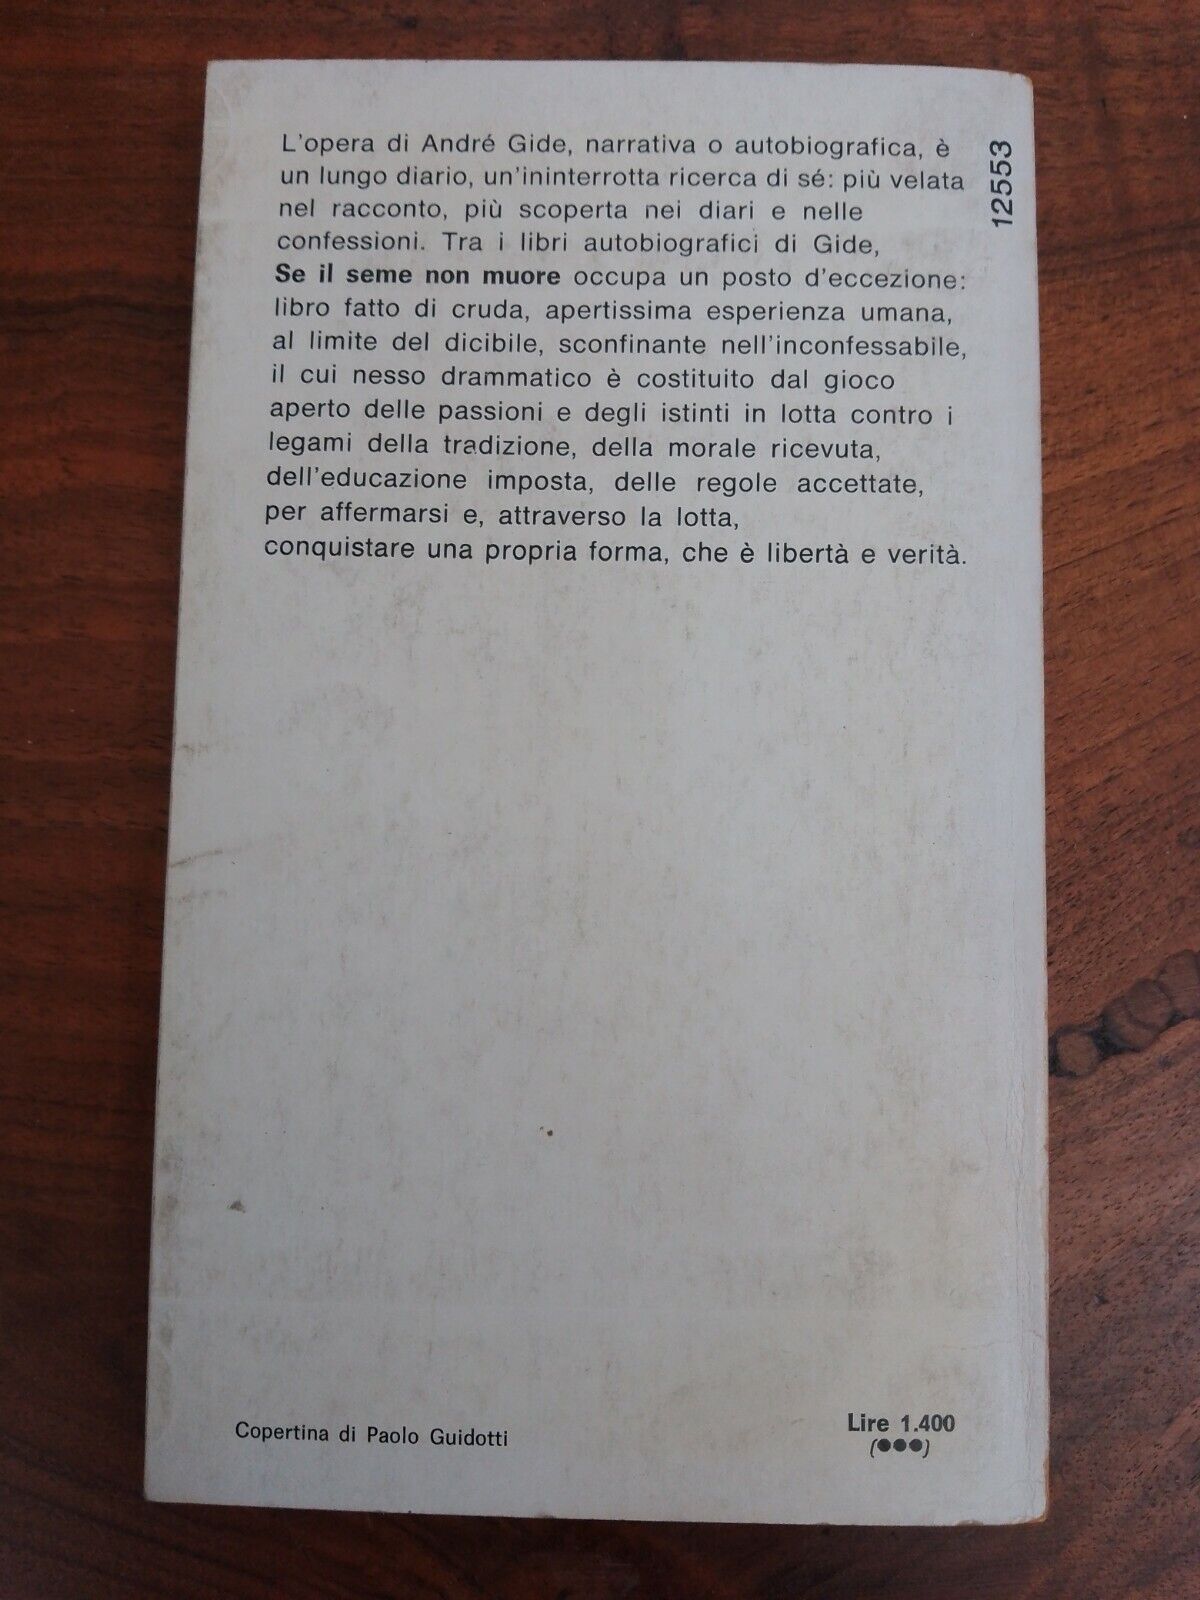 L'opera di André Gide, narrativa o autobiografica, è
un lungo diario, un'ininterrotta ricerca di sé: più velata
nel racconto, più scoperta nei diari e nelle
confessioni. Tra i libri autobiografici di Gide,
Se il seme non muore occupa un posto d'eccezione:
libro fatto di cruda, apertissima esperienza umana,
al limite del dicibile, sconfinante nell'inconfessabile,
il cui nesso drammatico è costituito dal gioco
aperto delle passioni e degli istinti in lotta contro i
legami della tradizione, della morale ricevuta,
dell'educazione imposta, delle regole accettate,
per affermarsi e, attraverso la lotta,
conquistare una propria forma, che è libertà e verità.
12553
Copertina di Paolo Guidotti
Lire 1.400
(●●●)